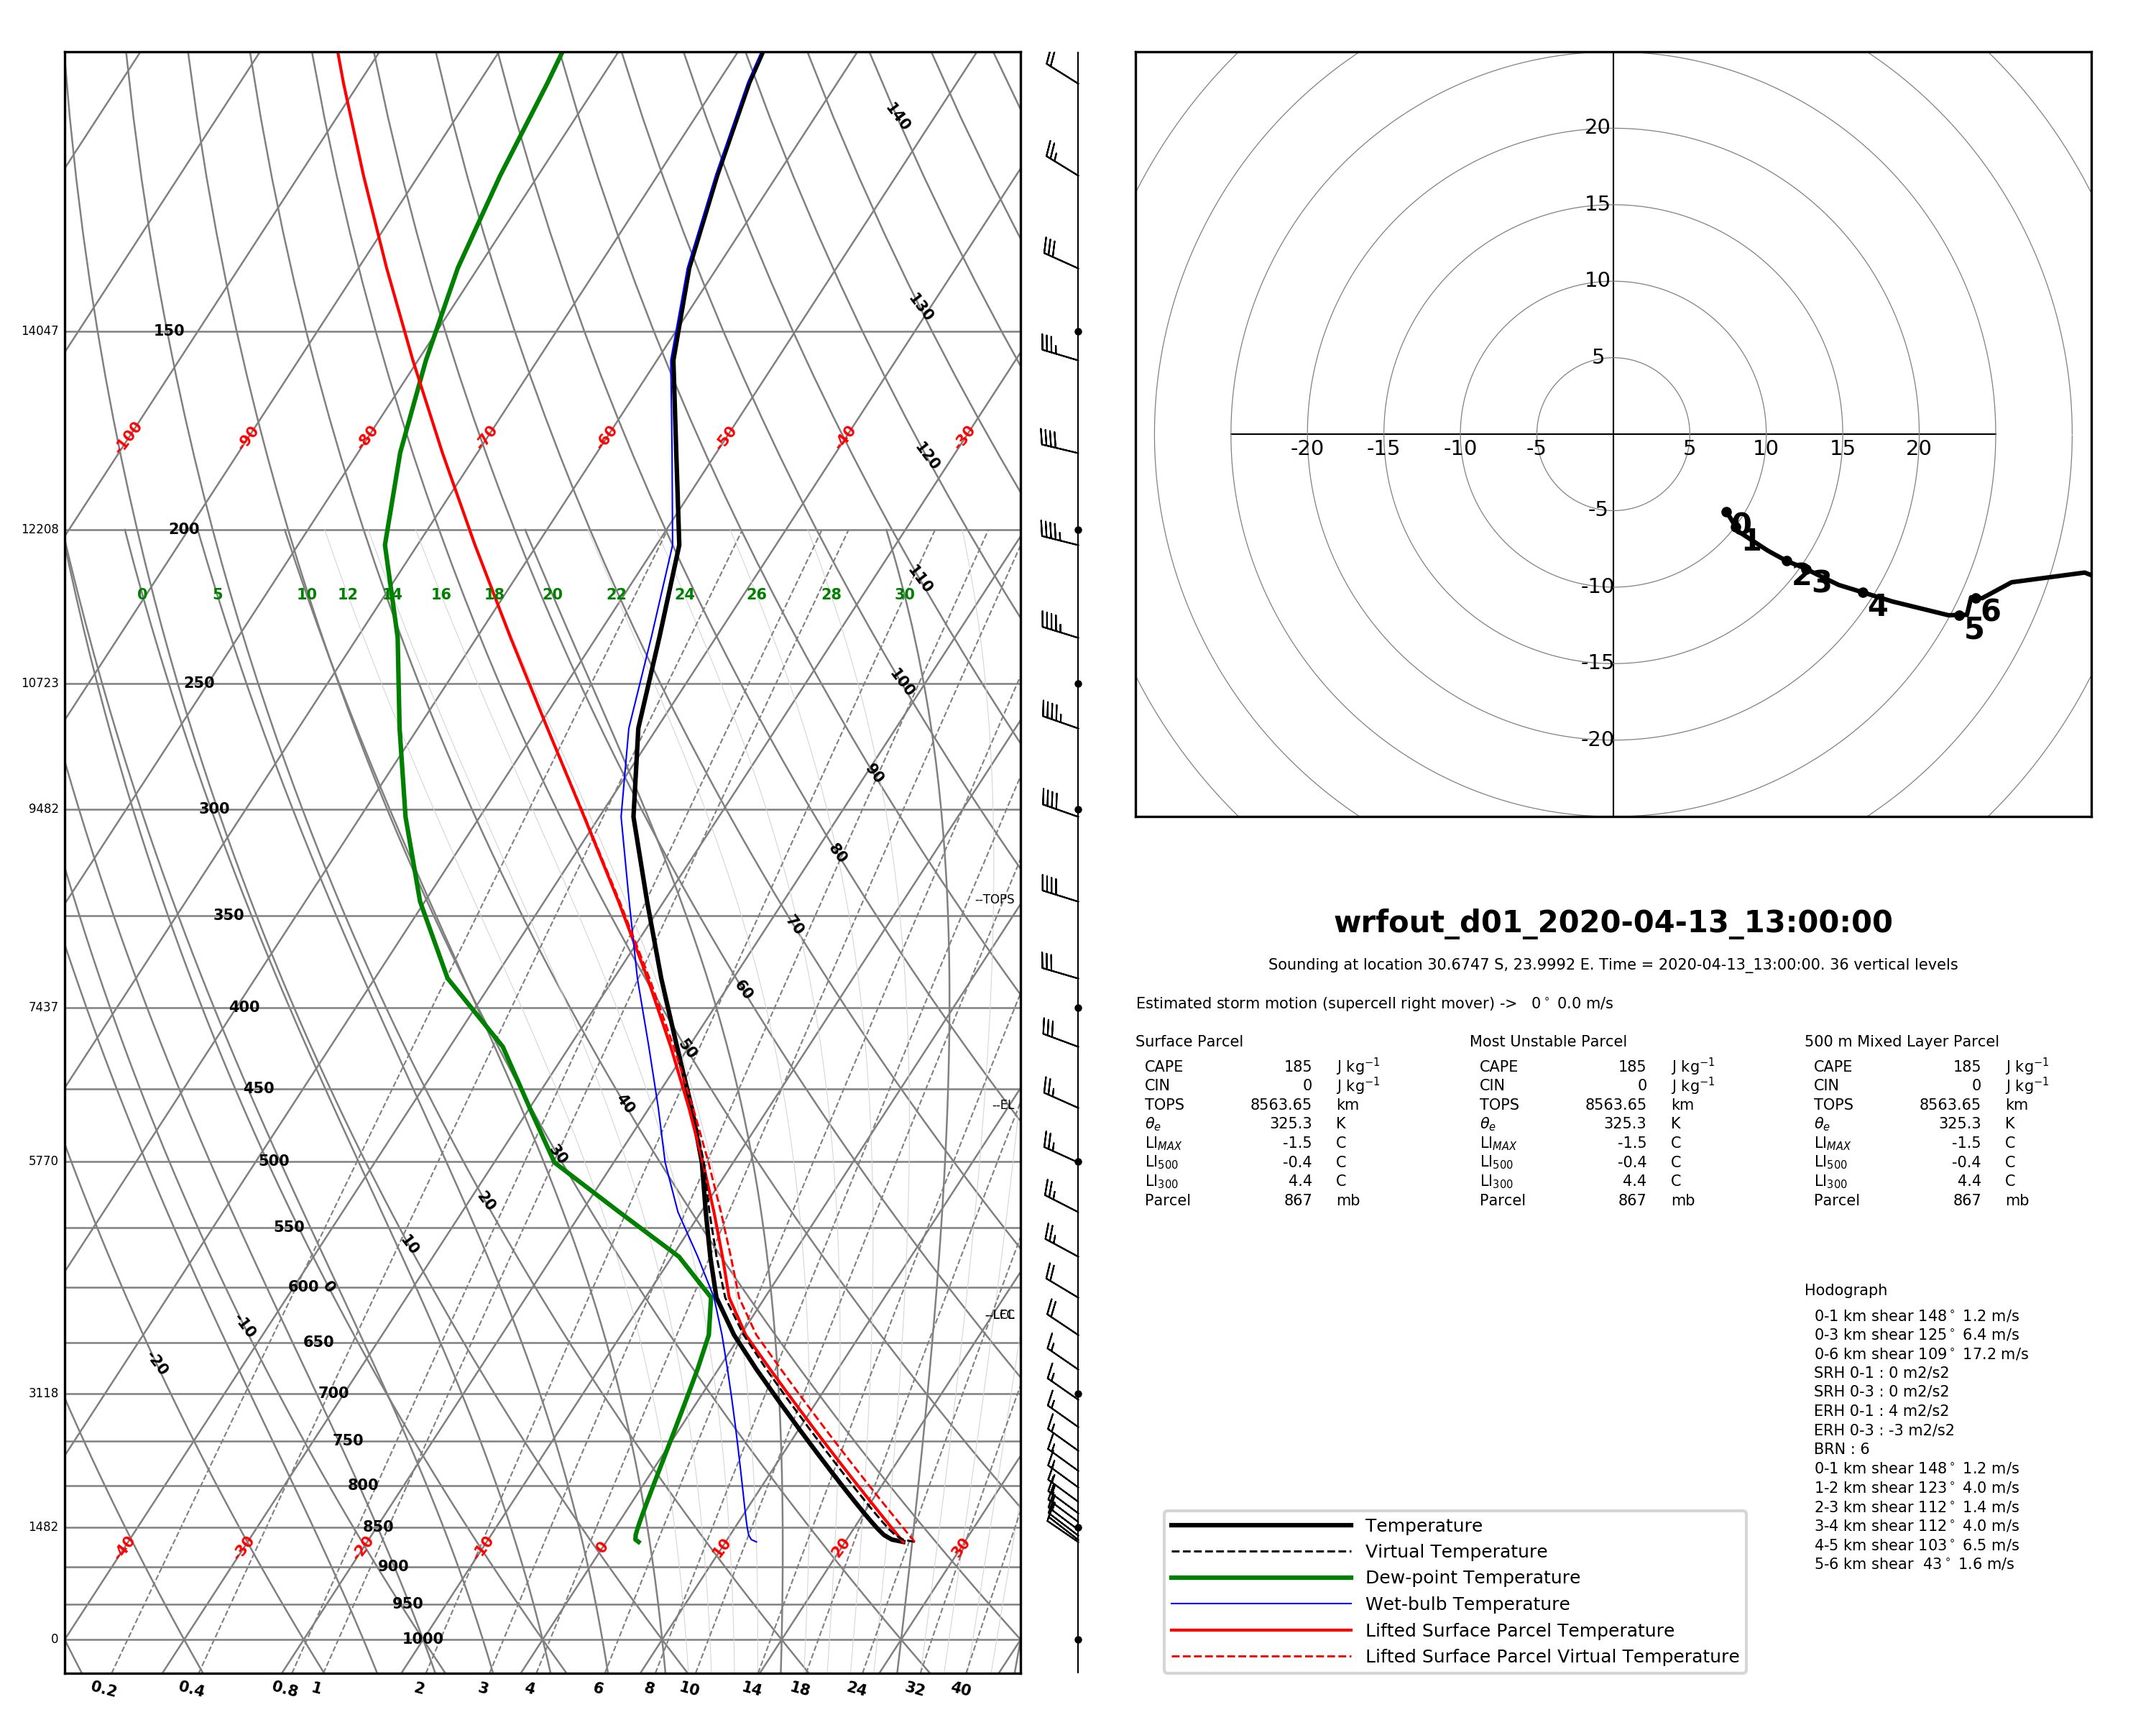 140
130
14047 150
-100 -90 -80 -70 -60 -50 -40 -30
120
12208 200
110
0 5 10 12 14 16 18 20 22 24 26 28 30
10723 250
100
90
9482 300
80
--TOPS
7437 400
350
70
60
50
450
40
--EL
5770 500
30
20
550
10
600 0
--LFC
-10
650
-20
3118 700
750
800
1482 850
-40 -30 -20 -10 0 10 20 30
900
950
0 1000
0.2 0.4 0.8 1 2 3 4 6 8 10 14 18 24 32 40
20
15
10
5
-20 -15 -10 -5 5 10 15 20
-5
-10
-15
-20
0
1
2
3
4
5
6
wrfout_d01_2020-04-13_13:00:00
Sounding at location 30.6747 S, 23.9992 E. Time = 2020-04-13_13:00:00. 36 vertical levels
Estimated storm motion (supercell right mover) -> 0° 0.0 m/s
Surface Parcel
CAPE 185 J kg⁻¹
CIN 0 J kg⁻¹
TOPS 8563.65 km
θₑ 325.3 K
LI_MAX -1.5 C
LI₅₀₀ -0.4 C
LI₃₀₀ 4.4 C
Parcel 867 mb
Most Unstable Parcel
CAPE 185 J kg⁻¹
CIN 0 J kg⁻¹
TOPS 8563.65 km
θₑ 325.3 K
LI_MAX -1.5 C
LI₅₀₀ -0.4 C
LI₃₀₀ 4.4 C
Parcel 867 mb
500 m Mixed Layer Parcel
CAPE 185 J kg⁻¹
CIN 0 J kg⁻¹
TOPS 8563.65 km
θₑ 325.3 K
LI_MAX -1.5 C
LI₅₀₀ -0.4 C
LI₃₀₀ 4.4 C
Parcel 867 mb
Hodograph
0-1 km shear 148° 1.2 m/s
0-3 km shear 125° 6.4 m/s
0-6 km shear 109° 17.2 m/s
SRH 0-1 : 0 m2/s2
SRH 0-3 : 0 m2/s2
ERH 0-1 : 4 m2/s2
ERH 0-3 : -3 m2/s2
BRN : 6
0-1 km shear 148° 1.2 m/s
1-2 km shear 123° 4.0 m/s
2-3 km shear 112° 1.4 m/s
3-4 km shear 112° 4.0 m/s
4-5 km shear 103° 6.5 m/s
5-6 km shear 43° 1.6 m/s
Temperature
Virtual Temperature
Dew-point Temperature
Wet-bulb Temperature
Lifted Surface Parcel Temperature
Lifted Surface Parcel Virtual Temperature